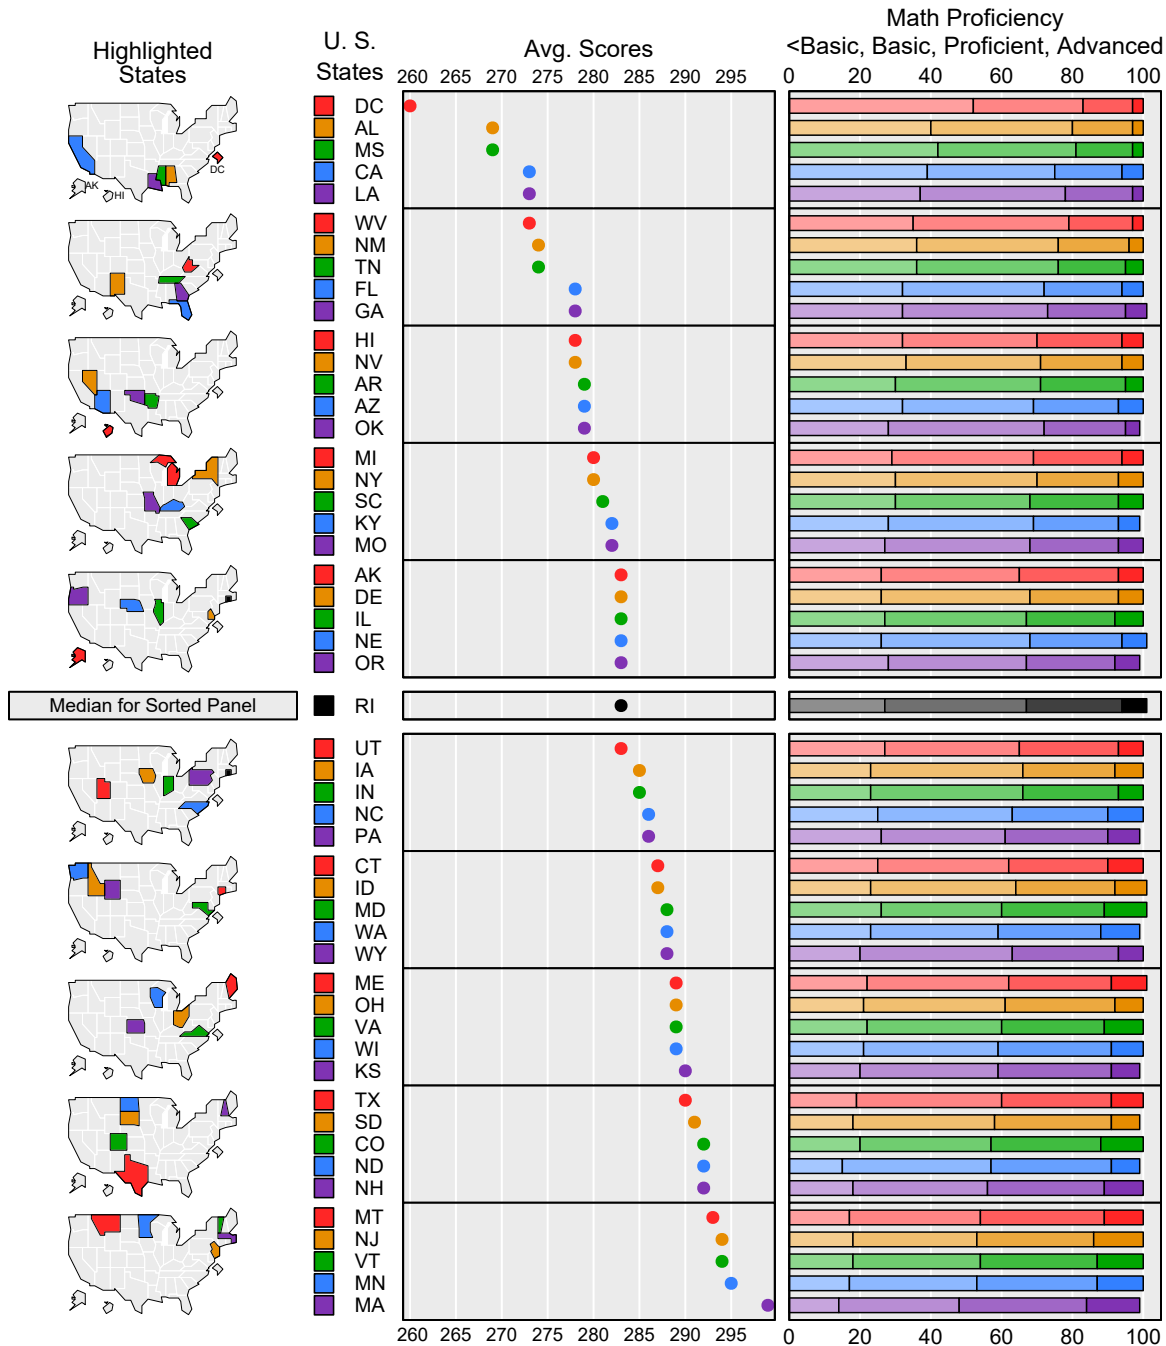 Highlighted
States
U. S.
States
Avg. Scores
260 265 270 275 280 285 290 295
Math Proficiency
<Basic, Basic, Proficient, Advanced
0 20 40 60 80 100
AK
HI
DC
DC
AL
MS
CA
LA
WV
NM
TN
FL
GA
HI
NV
AR
AZ
OK
MI
NY
SC
KY
MO
AK
DE
IL
NE
OR
Median for Sorted Panel
RI
UT
IA
IN
NC
PA
CT
ID
MD
WA
WY
ME
OH
VA
WI
KS
TX
SD
CO
ND
NH
MT
NJ
VT
MN
MA
260 265 270 275 280 285 290 295
0 20 40 60 80 100